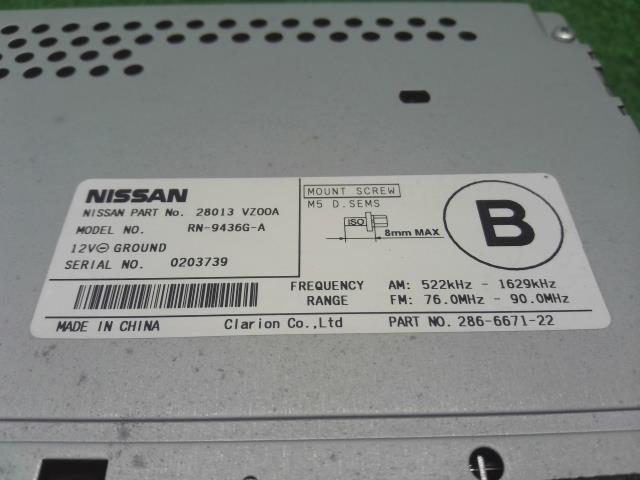 NISSAN
NISSAN PART No. 28013 VZ00A
MODEL NO. RN-9436G-A
12V⊖ GROUND
SERIAL NO. 0203739
MOUNT SCREW
M5 D.SEMS
ISO
8mm MAX
B
FREQUENCY RANGE
AM: 522kHz - 1629kHz
FM: 76.0MHz - 90.0MHz
MADE IN CHINA Clarion Co.,Ltd PART NO. 286-6671-22